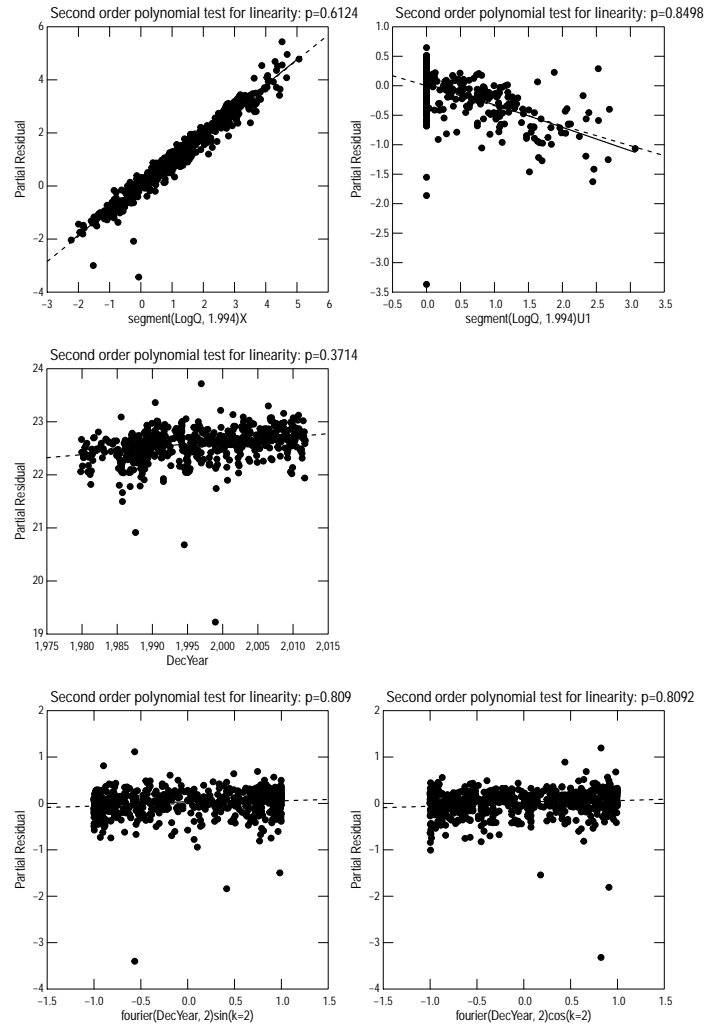 Second order polynomial test for linearity: p=0.6124
6
4
2
0
−2
−4
Partial Residual
−3 −2 −1 0 1 2 3 4 5 6
segment(LogQ, 1.994)X
Second order polynomial test for linearity: p=0.8498
1.0
0.5
0.0
−0.5
−1.0
−1.5
−2.0
−2.5
−3.0
−3.5
Partial Residual
−0.5 0.0 0.5 1.0 1.5 2.0 2.5 3.0 3.5
segment(LogQ, 1.994)U1
Second order polynomial test for linearity: p=0.3714
24
23
22
21
20
19
Partial Residual
1,975 1,980 1,985 1,990 1,995 2,000 2,005 2,010 2,015
DecYear
Second order polynomial test for linearity: p=0.809
2
1
0
−1
−2
−3
−4
Partial Residual
−1.5 −1.0 −0.5 0.0 0.5 1.0 1.5
fourier(DecYear, 2)sin(k=2)
Second order polynomial test for linearity: p=0.8092
2
1
0
−1
−2
−3
−4
Partial Residual
−1.5 −1.0 −0.5 0.0 0.5 1.0 1.5
fourier(DecYear, 2)cos(k=2)